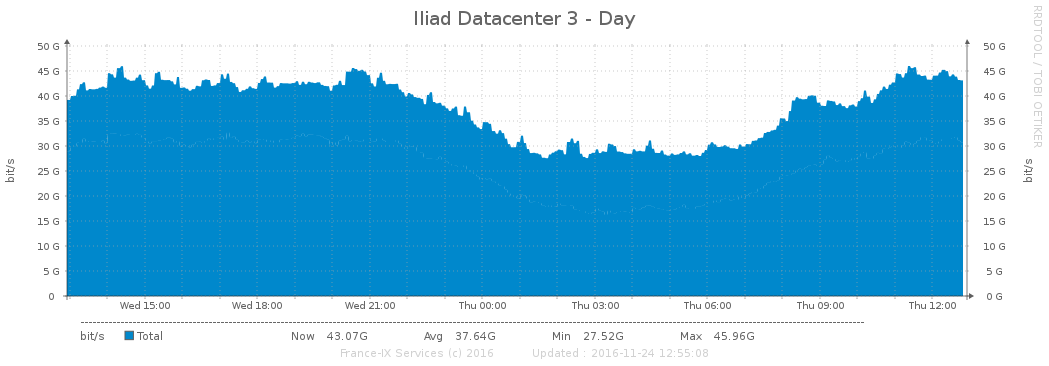 Iliad Datacenter 3 - Day
RRDTOOL / TOBI OETIKER
50 G 50 G
45 G 45 G
40 G 40 G
35 G 35 G
30 G 30 G
25 G 25 G
20 G 20 G
15 G 15 G
10 G 10 G
5 G 5 G
0 0 G
bit/s bit/s
Wed 15:00 Wed 18:00 Wed 21:00 Thu 00:00 Thu 03:00 Thu 06:00 Thu 09:00 Thu 12:00
bit/s Total Now 43.07G Avg 37.64G Min 27.52G Max 45.96G
France-IX Services (c) 2016 Updated : 2016-11-24 12:55:08